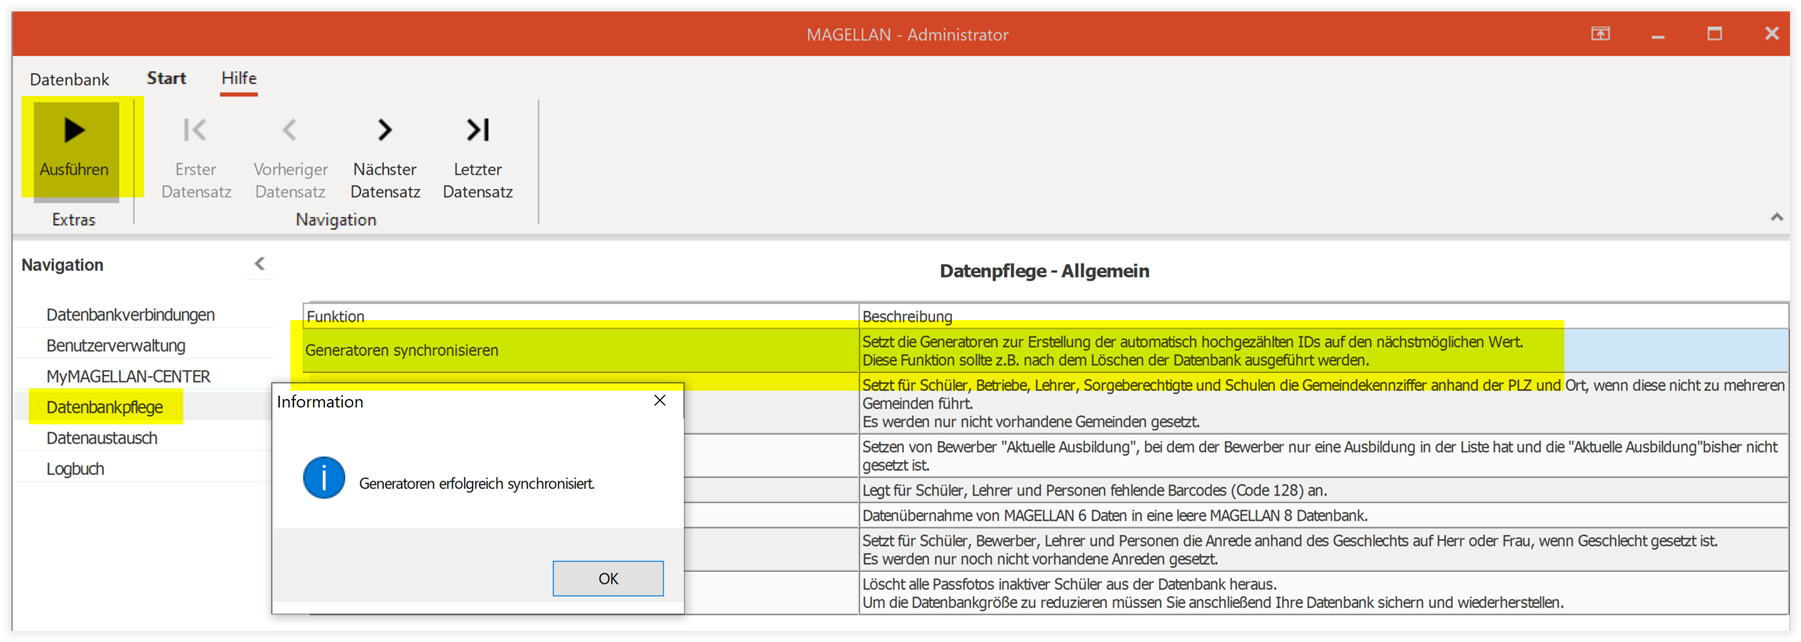 MAGELLAN - Administrator
Datenbank
Start
Hilfe
Ausführen
Erster
Datensatz
Vorheriger
Datensatz
Nächster
Datensatz
Letzter
Datensatz
Extras
Navigation
Navigation
Datenbankverbindungen
Benutzerverwaltung
MyMAGELLAN-CENTER
Datenbankpflege
Datenaustausch
Logbuch
Datenpflege - Allgemein
Funktion
Beschreibung
Generatoren synchronisieren
Setzt die Generatoren zur Erstellung der automatisch hochgezählten IDs auf den nächstmöglichen Wert.
Diese Funktion sollte z.B. nach dem Löschen der Datenbank ausgeführt werden.
Setzt für Schüler, Betriebe, Lehrer, Sorgeberechtigte und Schulen die Gemeindekennziffer anhand der PLZ und Ort, wenn diese nicht zu mehreren
Gemeinden führt.
Es werden nur nicht vorhandene Gemeinden gesetzt.
Setzen von Bewerber "Aktuelle Ausbildung", bei dem der Bewerber nur eine Ausbildung in der Liste hat und die "Aktuelle Ausbildung"bisher nicht
gesetzt ist.
Legt für Schüler, Lehrer und Personen fehlende Barcodes (Code 128) an.
Datenübernahme von MAGELLAN 6 Daten in eine leere MAGELLAN 8 Datenbank.
Setzt für Schüler, Bewerber, Lehrer und Personen die Anrede anhand des Geschlechts auf Herr oder Frau, wenn Geschlecht gesetzt ist.
Es werden nur noch nicht vorhandene Anreden gesetzt.
Löscht alle Passfotos inaktiver Schüler aus der Datenbank heraus.
Um die Datenbankgröße zu reduzieren müssen Sie anschließend Ihre Datenbank sichern und wiederherstellen.
Information
Generatoren erfolgreich synchronisiert.
OK